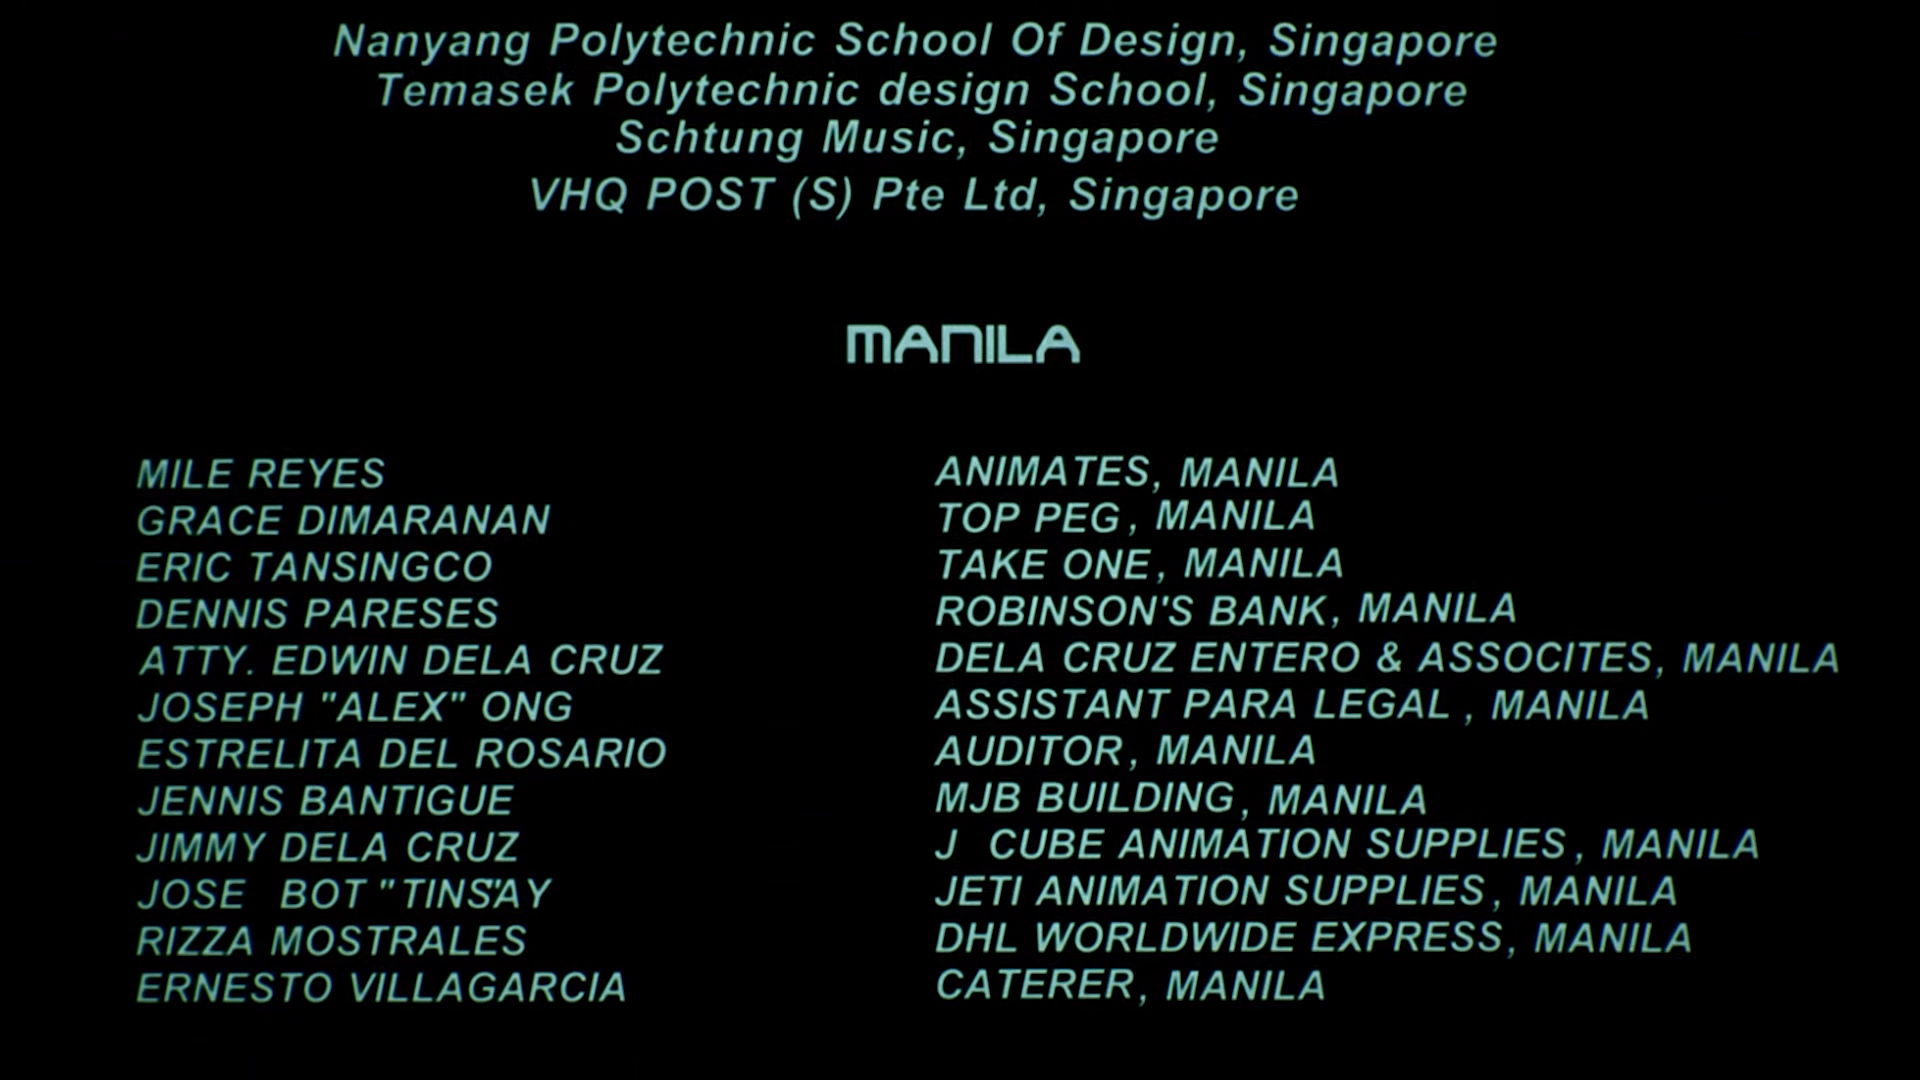 Nanyang Polytechnic School Of Design, Singapore
Temasek Polytechnic design School, Singapore
Schtung Music, Singapore
VHQ POST (S) Pte Ltd, Singapore
MANILA
MILE REYES ANIMATES, MANILA
GRACE DIMARANAN TOP PEG, MANILA
ERIC TANSINGCO TAKE ONE, MANILA
DENNIS PARESES ROBINSON'S BANK, MANILA
ATTY. EDWIN DELA CRUZ DELA CRUZ ENTERO & ASSOCITES, MANILA
JOSEPH "ALEX" ONG ASSISTANT PARA LEGAL , MANILA
ESTRELITA DEL ROSARIO AUDITOR, MANILA
JENNIS BANTIGUE MJB BUILDING, MANILA
JIMMY DELA CRUZ J CUBE ANIMATION SUPPLIES, MANILA
JOSE BOT "TINS"AY JETI ANIMATION SUPPLIES, MANILA
RIZZA MOSTRALES DHL WORLDWIDE EXPRESS, MANILA
ERNESTO VILLAGARCIA CATERER, MANILA